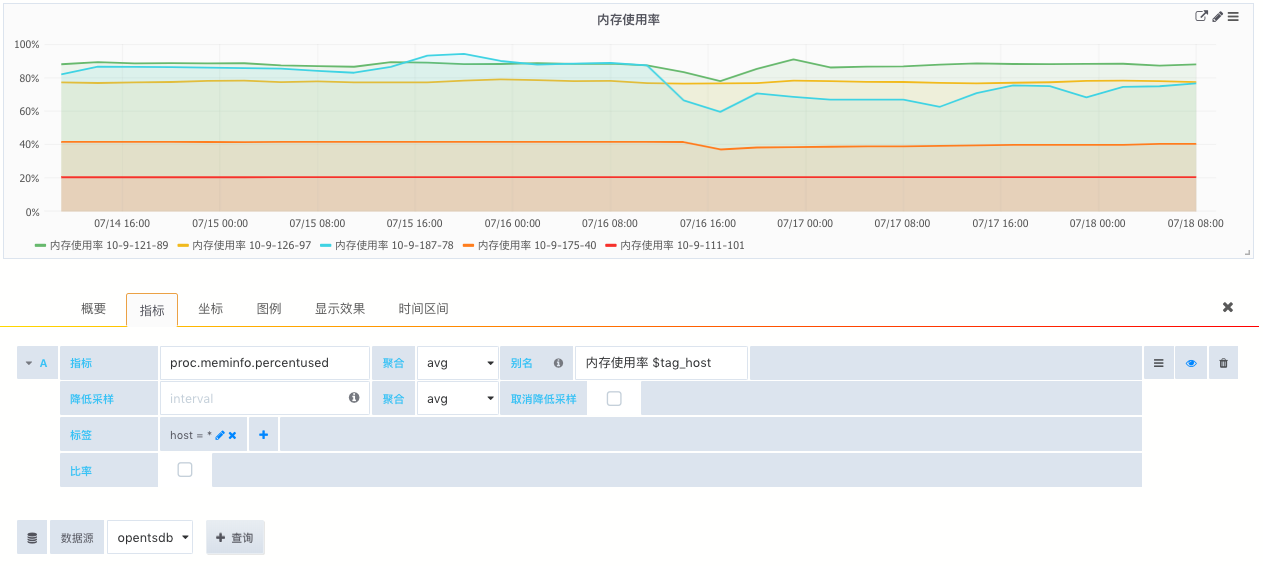 内存使用率
100%
80%
60%
40%
20%
0%
07/14 16:00 07/15 00:00 07/15 08:00 07/15 16:00 07/16 00:00 07/16 08:00 07/16 16:00 07/17 00:00 07/17 08:00 07/17 16:00 07/18 00:00 07/18 08:00
内存使用率 10-9-121-89 内存使用率 10-9-126-97 内存使用率 10-9-187-78 内存使用率 10-9-175-40 内存使用率 10-9-111-101
概要 指标 坐标 图例 显示效果 时间区间
A 指标 proc.meminfo.percentused 聚合 avg 别名 内存使用率 $tag_host
降低采样 interval 聚合 avg 取消降低采样
标签 host = *
比率
数据源 opentsdb 查询